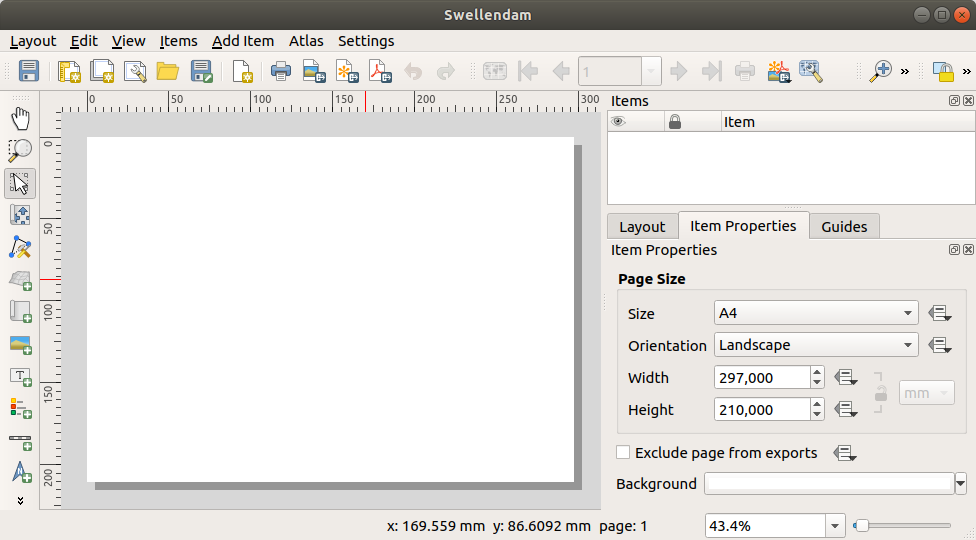 Swellendam
Layout Edit View Items Add Item Atlas Settings
1
0 50 100 150 200 250 300
Items
Item
Layout Item Properties Guides
Item Properties
Page Size
Size A4
Orientation Landscape
Width 297,000
mm
Height 210,000
Exclude page from exports
Background
0
50
100
150
200
x: 169.559 mm y: 86.6092 mm page: 1 43.4%